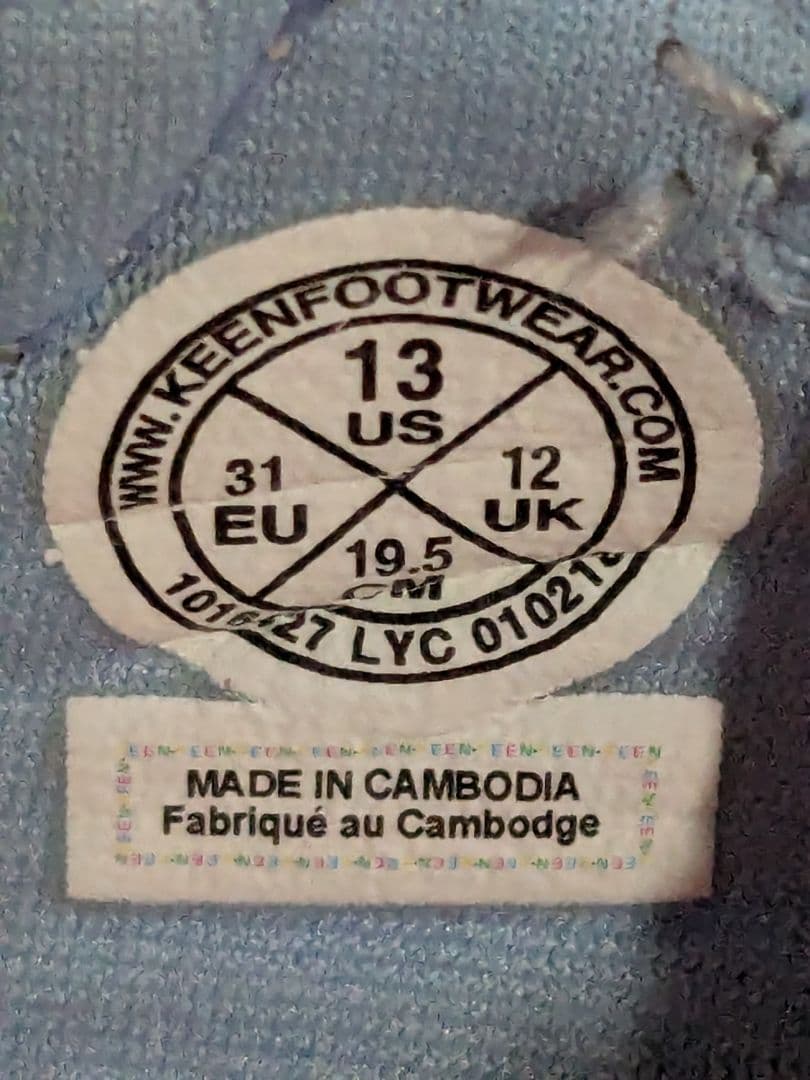 WWW.KEENFOOTWEAR.COM
13
US
31
EU
12
UK
19.5
CM
LYC
MADE IN CAMBODIA
Fabriqué au Cambodge